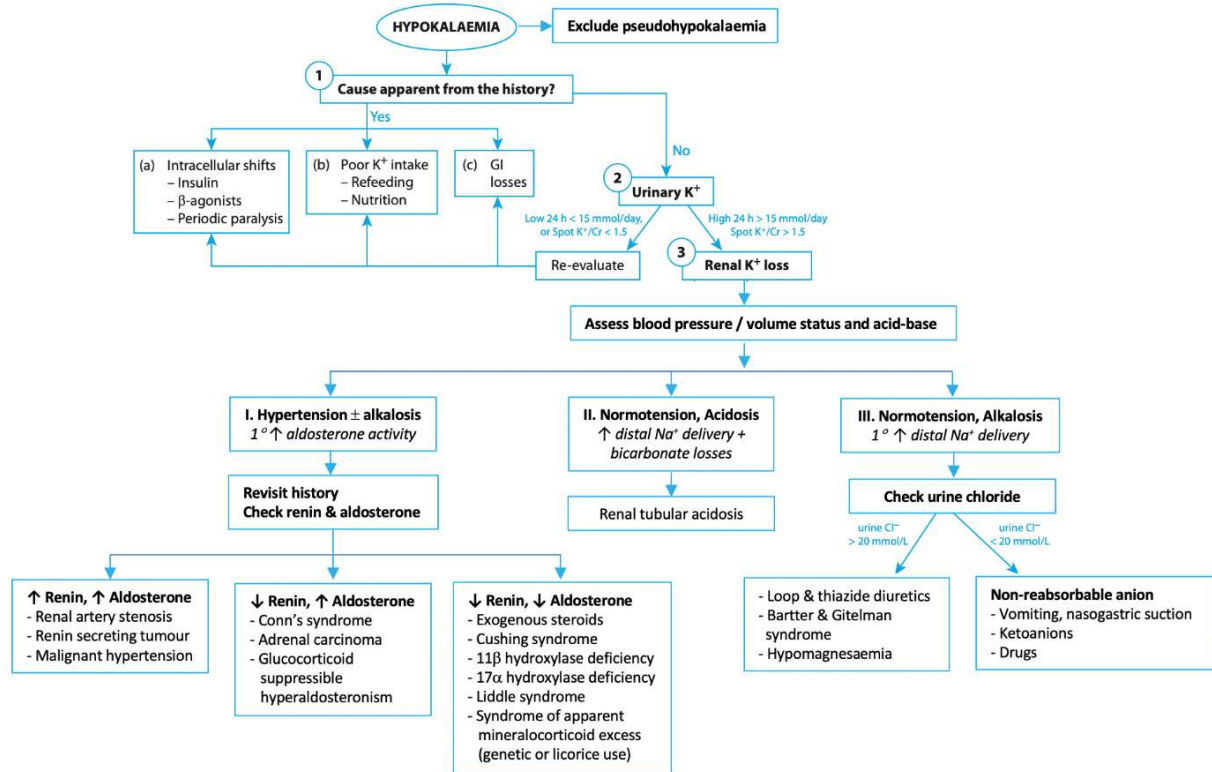 HYPOKALAEMIA
Exclude pseudohypokalaemia
1
Cause apparent from the history?
Yes
No
(a) Intracellular shifts
– Insulin
– β-agonists
– Periodic paralysis
(b) Poor K⁺ intake
– Refeeding
– Nutrition
(c) GI
losses
2
Urinary K⁺
Low 24 h < 15 mmol/day,
or Spot K⁺/Cr < 1.5
High 24 h > 15 mmol/day
Spot K⁺/Cr > 1.5
Re-evaluate
3
Renal K⁺ loss
Assess blood pressure / volume status and acid-base
I. Hypertension ± alkalosis
1° ↑ aldosterone activity
II. Normotension, Acidosis
↑ distal Na⁺ delivery +
bicarbonate losses
III. Normotension, Alkalosis
1° ↑ distal Na⁺ delivery
Revisit history
Check renin & aldosterone
Renal tubular acidosis
Check urine chloride
urine Cl⁻
> 20 mmol/L
urine Cl⁻
< 20 mmol/L
↑ Renin, ↑ Aldosterone
- Renal artery stenosis
- Renin secreting tumour
- Malignant hypertension
↓ Renin, ↑ Aldosterone
- Conn's syndrome
- Adrenal carcinoma
- Glucocorticoid
suppressible
hyperaldosteronism
↓ Renin, ↓ Aldosterone
- Exogenous steroids
- Cushing syndrome
- 11β hydroxylase deficiency
- 17α hydroxylase deficiency
- Liddle syndrome
- Syndrome of apparent
mineralocorticoid excess
(genetic or licorice use)
- Loop & thiazide diuretics
- Bartter & Gitelman
syndrome
- Hypomagnesaemia
Non-reabsorbable anion
- Vomiting, nasogastric suction
- Ketoanions
- Drugs